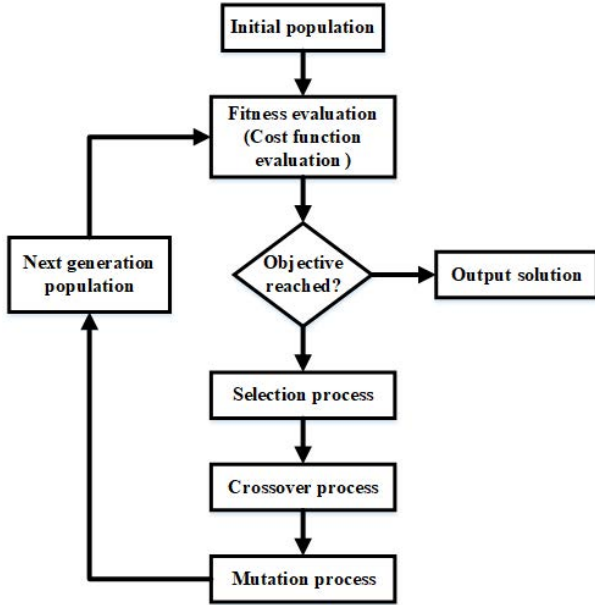 Initial population
Fitness evaluation
(Cost function
evaluation )
Objective
reached?
Output solution
Next generation
population
Selection process
Crossover process
Mutation process